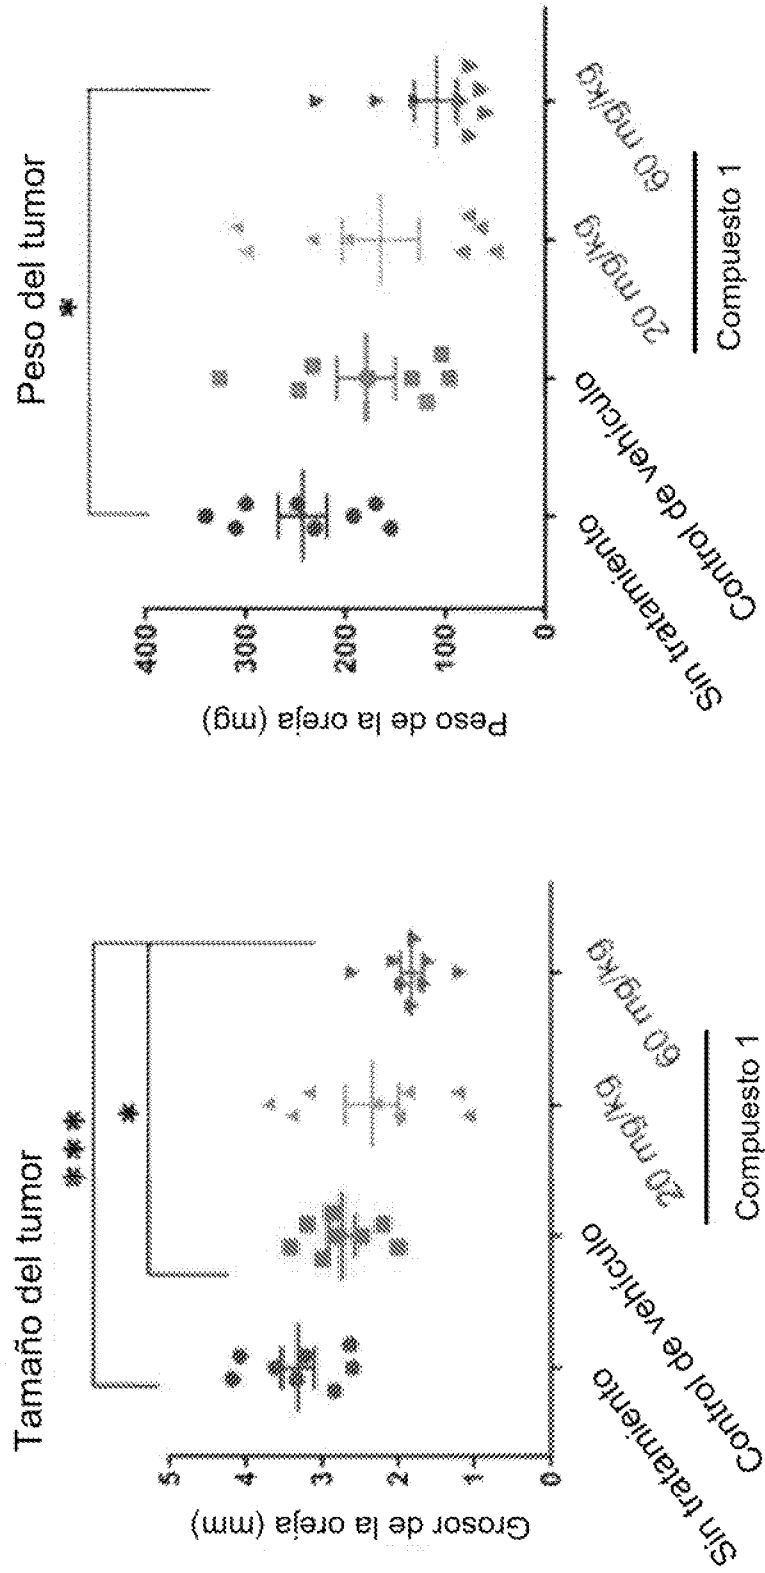 Tamaño del tumor
***
*
Grosor de la oreja (mm)
5
4
3
2
1
0
Sin tratamiento
Control de vehículo
20 mg/kg
60 mg/kg
Compuesto 1
Peso del tumor
*
Peso de la oreja (mg)
400
300
200
100
0
Sin tratamiento
Control de vehículo
20 mg/kg
60 mg/kg
Compuesto 1